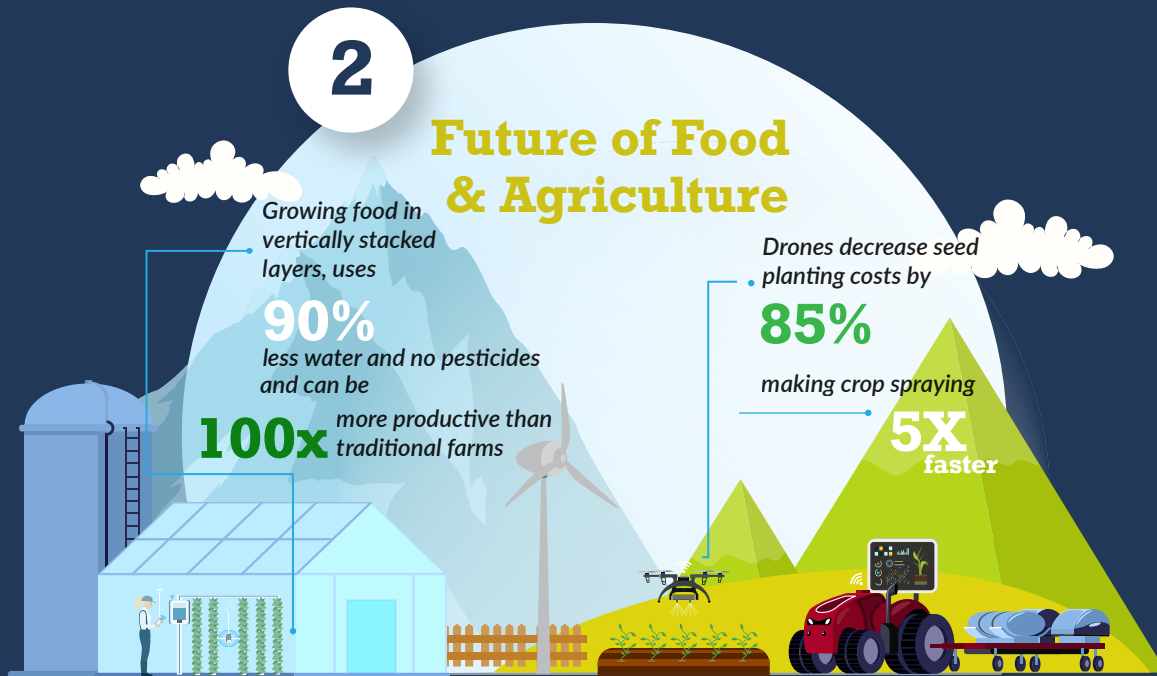 2
Future of Food
& Agriculture
Growing food in
vertically stacked
layers, uses
90%
less water and no pesticides
and can be
100x more productive than
traditional farms
Drones decrease seed
planting costs by
85%
making crop spraying
5X
faster